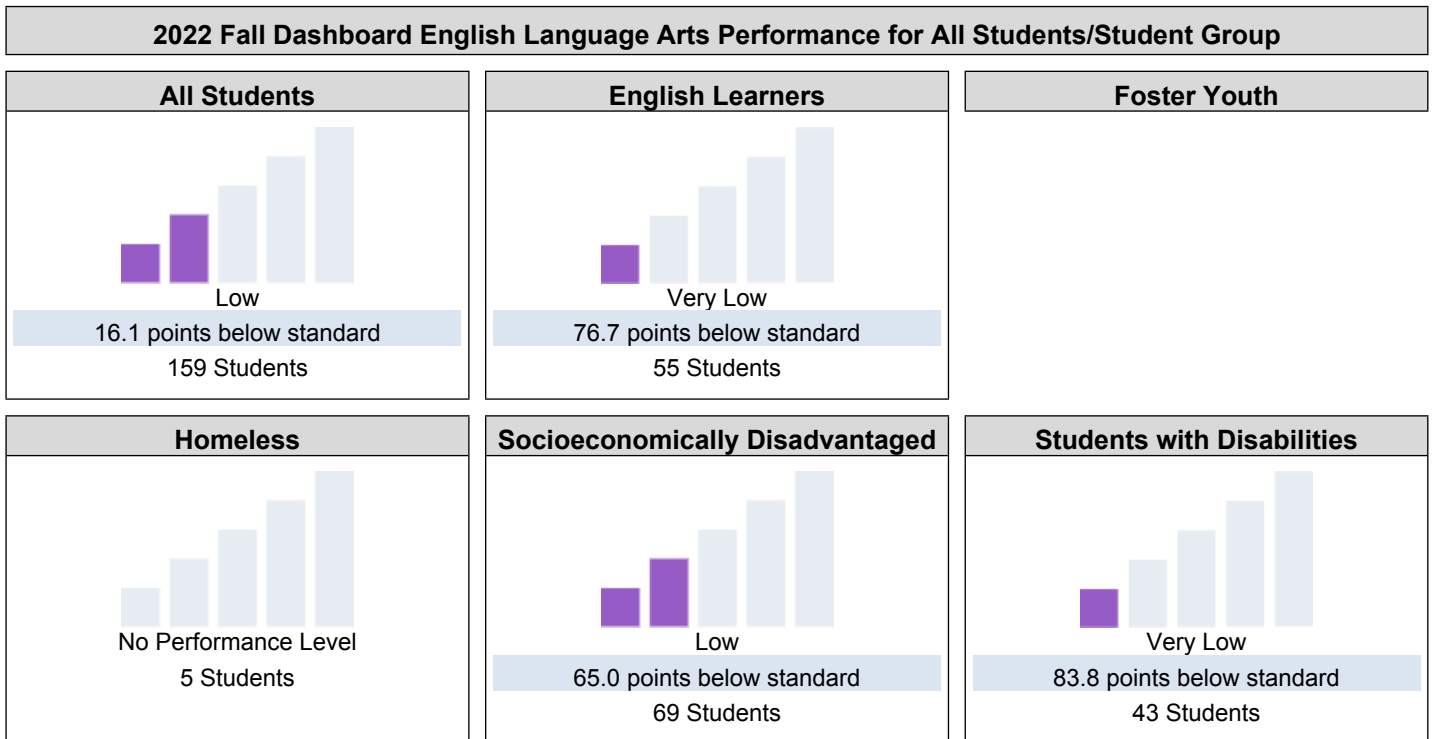 2022 Fall Dashboard English Language Arts Performance for All Students/Student Group
All Students
Low
16.1 points below standard
159 Students
English Learners
Very Low
76.7 points below standard
55 Students
Foster Youth
Homeless
No Performance Level
5 Students
Socioeconomically Disadvantaged
Low
65.0 points below standard
69 Students
Students with Disabilities
Very Low
83.8 points below standard
43 Students